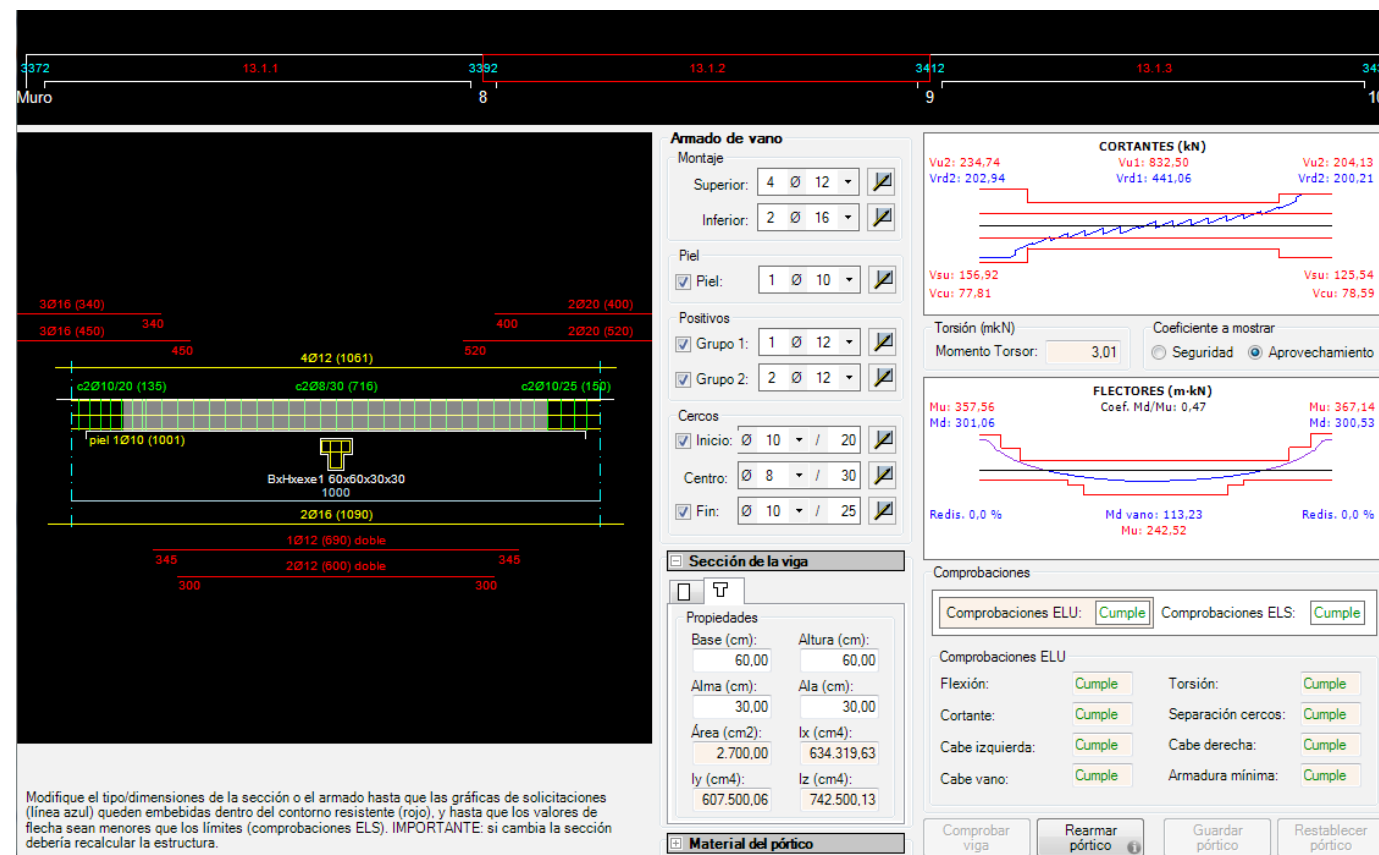 3372 13.1.1 3392 13.1.2 3412 13.1.3
Muro 8 9
3Ø16 (340) 2Ø20 (400)
340 400
3Ø16 (450) 2Ø20 (520)
450 520
4Ø12 (1061)
c2Ø10/20 (135) c2Ø8/30 (716) c2Ø10/25 (150)
piel 1Ø10 (1001)
BxHxexe1 60x60x30x30
1000
2Ø16 (1090)
1Ø12 (690) doble
345 345
2Ø12 (600) doble
300 300
Modifique el tipo/dimensiones de la sección o el armado hasta que las gráficas de solicitaciones
(línea azul) queden embebidas dentro del contorno resistente (rojo), y hasta que los valores de
flecha sean menores que los límites (comprobaciones ELS). IMPORTANTE: si cambia la sección
debería recalcular la estructura.
Armado de vano
Montaje
Superior: 4 Ø 12
Inferior: 2 Ø 16
Piel
Piel: 1 Ø 10
Positivos
Grupo 1: 1 Ø 12
Grupo 2: 2 Ø 12
Cercos
Inicio: Ø 10 / 20
Centro: Ø 8 / 30
Fin: Ø 10 / 25
Sección de la viga
Propiedades
Base (cm): Altura (cm):
60,00 60,00
Alma (cm): Ala (cm):
30,00 30,00
Área (cm2): Ix (cm4):
2.700,00 634.319,63
Iy (cm4): Iz (cm4):
607.500,06 742.500,13
Material del pórtico
CORTANTES (kN)
Vu2: 234,74 Vu1: 832,50 Vu2: 204,13
Vrd2: 202,94 Vrd1: 441,06 Vrd2: 200,21
Vsu: 156,92 Vsu: 125,54
Vcu: 77,81 Vcu: 78,59
Torsión (mkN) Coeficiente a mostrar
Momento Torsor: 3,01 Seguridad Aprovechamiento
FLECTORES (m·kN)
Mu: 357,56 Coef. Md/Mu: 0,47 Mu: 367,14
Md: 301,06 Md: 300,53
Redis. 0,0 % Md vano: 113,23 Redis. 0,0 %
Mu: 242,52
Comprobaciones
Comprobaciones ELU: Cumple Comprobaciones ELS: Cumple
Comprobaciones ELU
Flexión: Cumple Torsión: Cumple
Cortante: Cumple Separación cercos: Cumple
Cabe izquierda: Cumple Cabe derecha: Cumple
Cabe vano: Cumple Armadura mínima: Cumple
Comprobar viga
Rearmar pórtico
Guardar pórtico
Restablecer pórtico